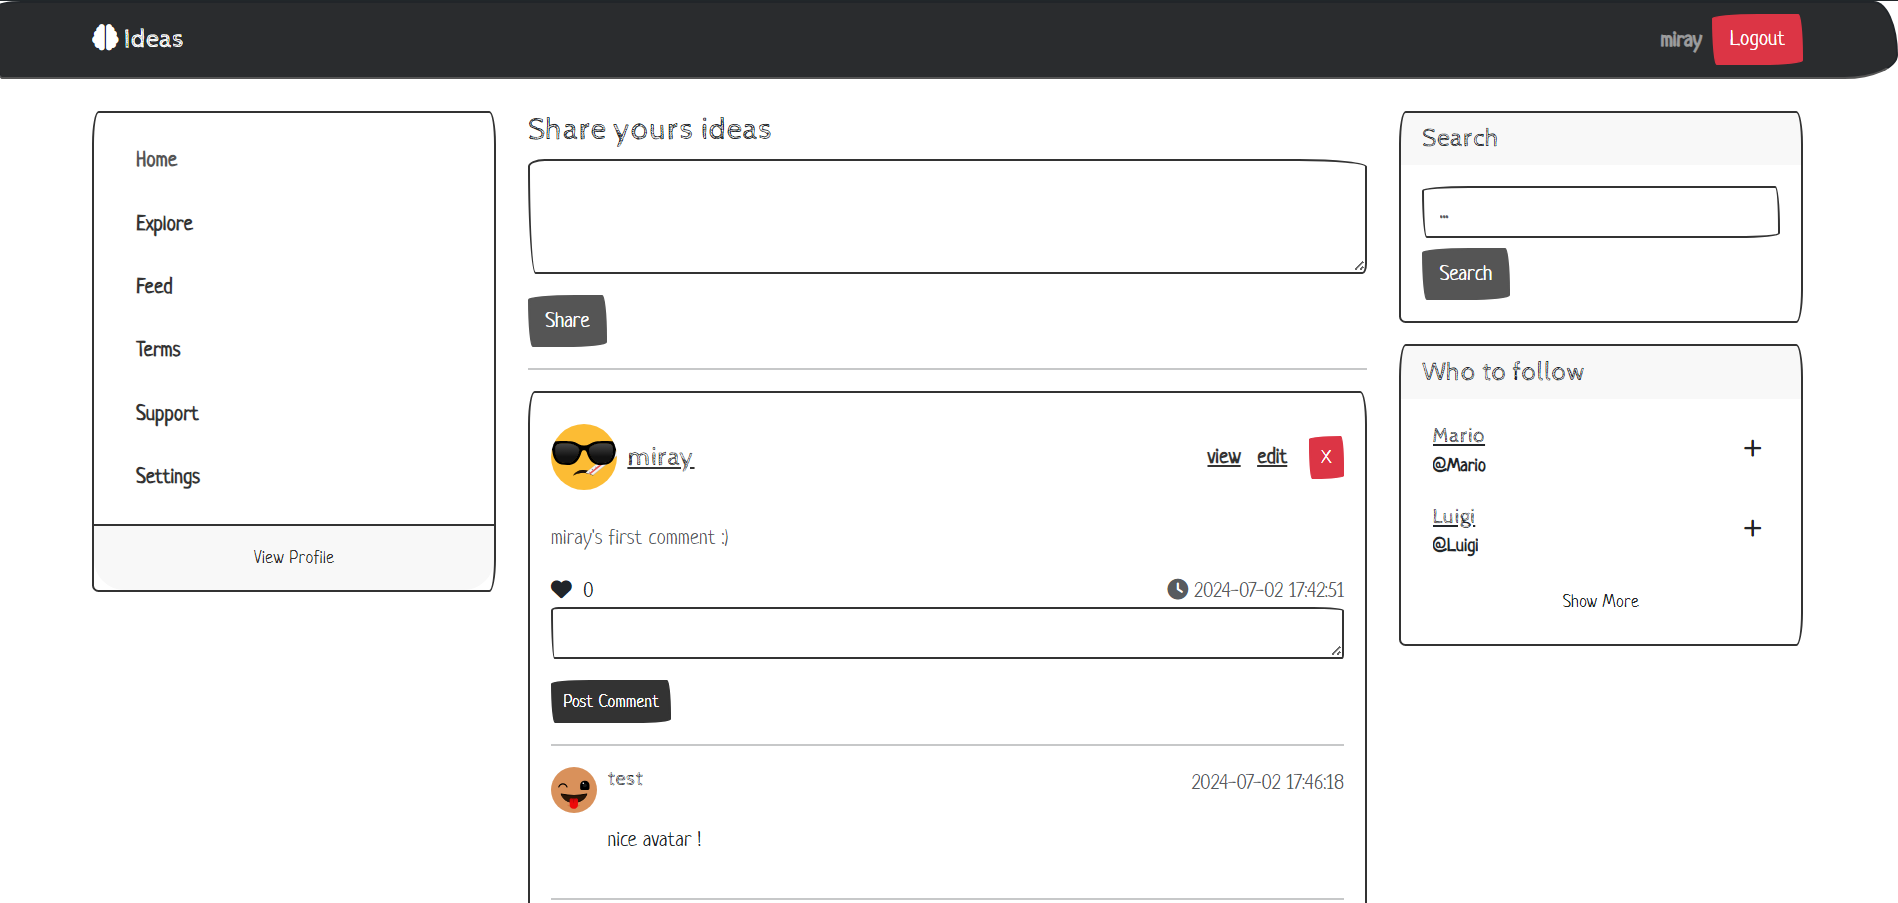 Ideas
miray Logout
Home
Explore
Feed
Terms
Support
Settings
View Profile
Share yours ideas
Share
miray
view edit X
miray's first comment :)
0 2024-07-02 17:42:51
Post Comment
test 2024-07-02 17:46:18
nice avatar !
Search
...
Search
Who to follow
Mario
@Mario
+
Luigi
@Luigi
+
Show More